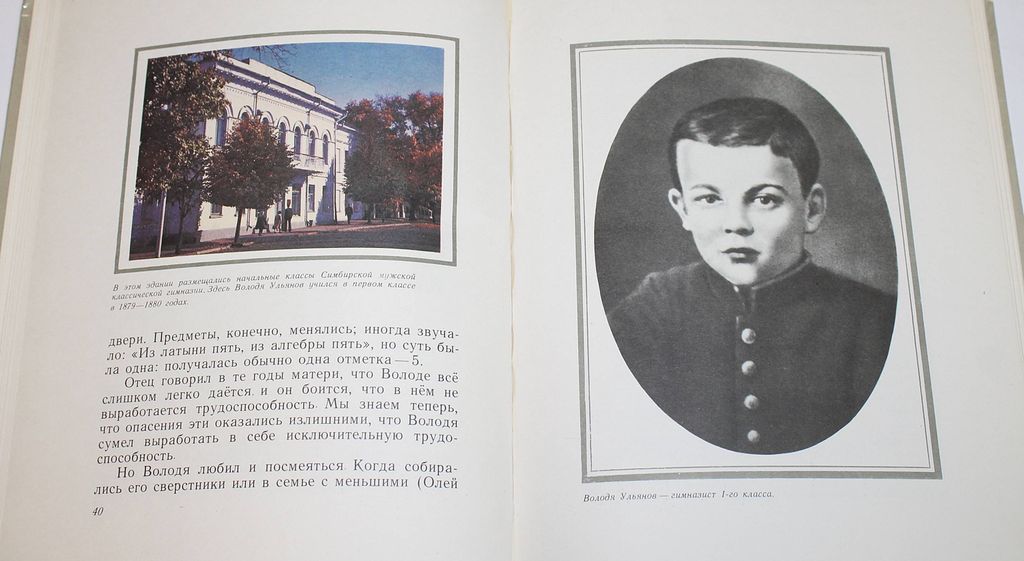 В этом здании размещались начальные классы Симбирской мужской
классической гимназии. Здесь Володя Ульянов учился в первом классе
в 1879—1880 годах.
двери. Предметы, конечно, менялись; иногда звуча-
ло: «Из латыни пять, из алгебры пять», но суть бы-
ла одна: получалась обычно одна отметка — 5.
Отец говорил в те годы матери, что Володе всё
слишком легко даётся и он боится, что в нём не
выработается трудоспособность. Мы знаем теперь,
что опасения эти оказались излишними, что Володя
сумел выработать в себе исключительную трудо-
способность.
Но Володя любил и посмеяться. Когда собира-
лись его сверстники или в семье с меньшими (Олей
40
Володя Ульянов — гимназист 1-го класса.